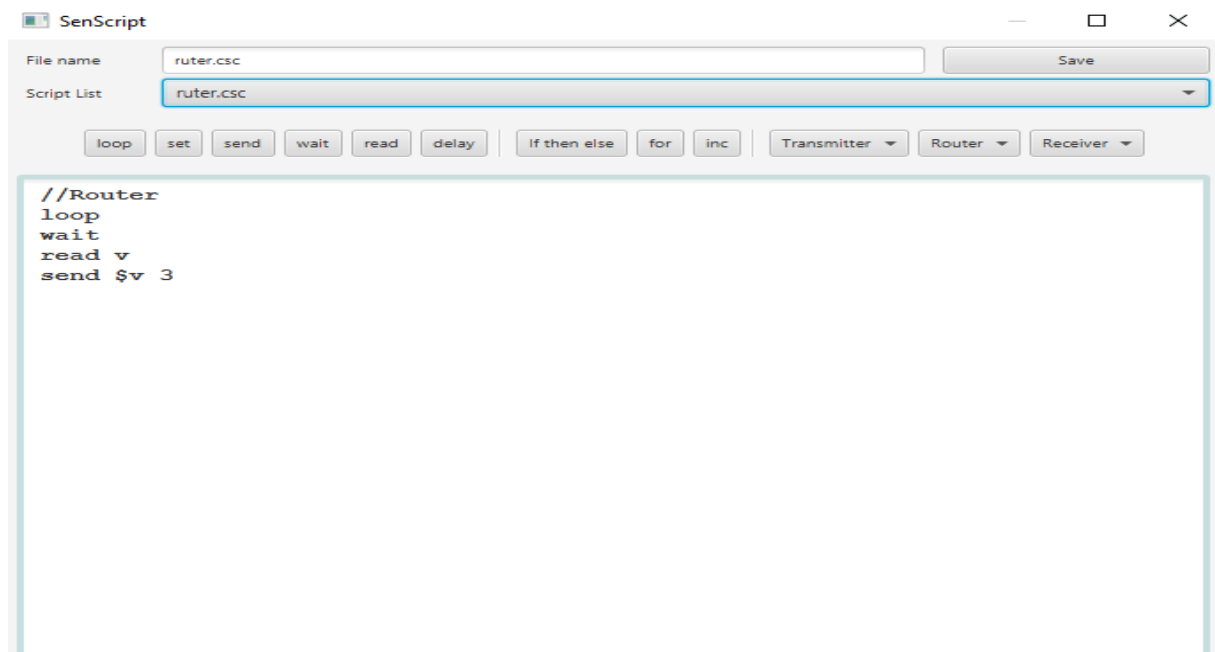 SenScript
File name ruter.csc Save
Script List ruter.csc
loop set send wait read delay If then else for inc Transmitter Router Receiver
//Router
loop
wait
read v
send $v 3